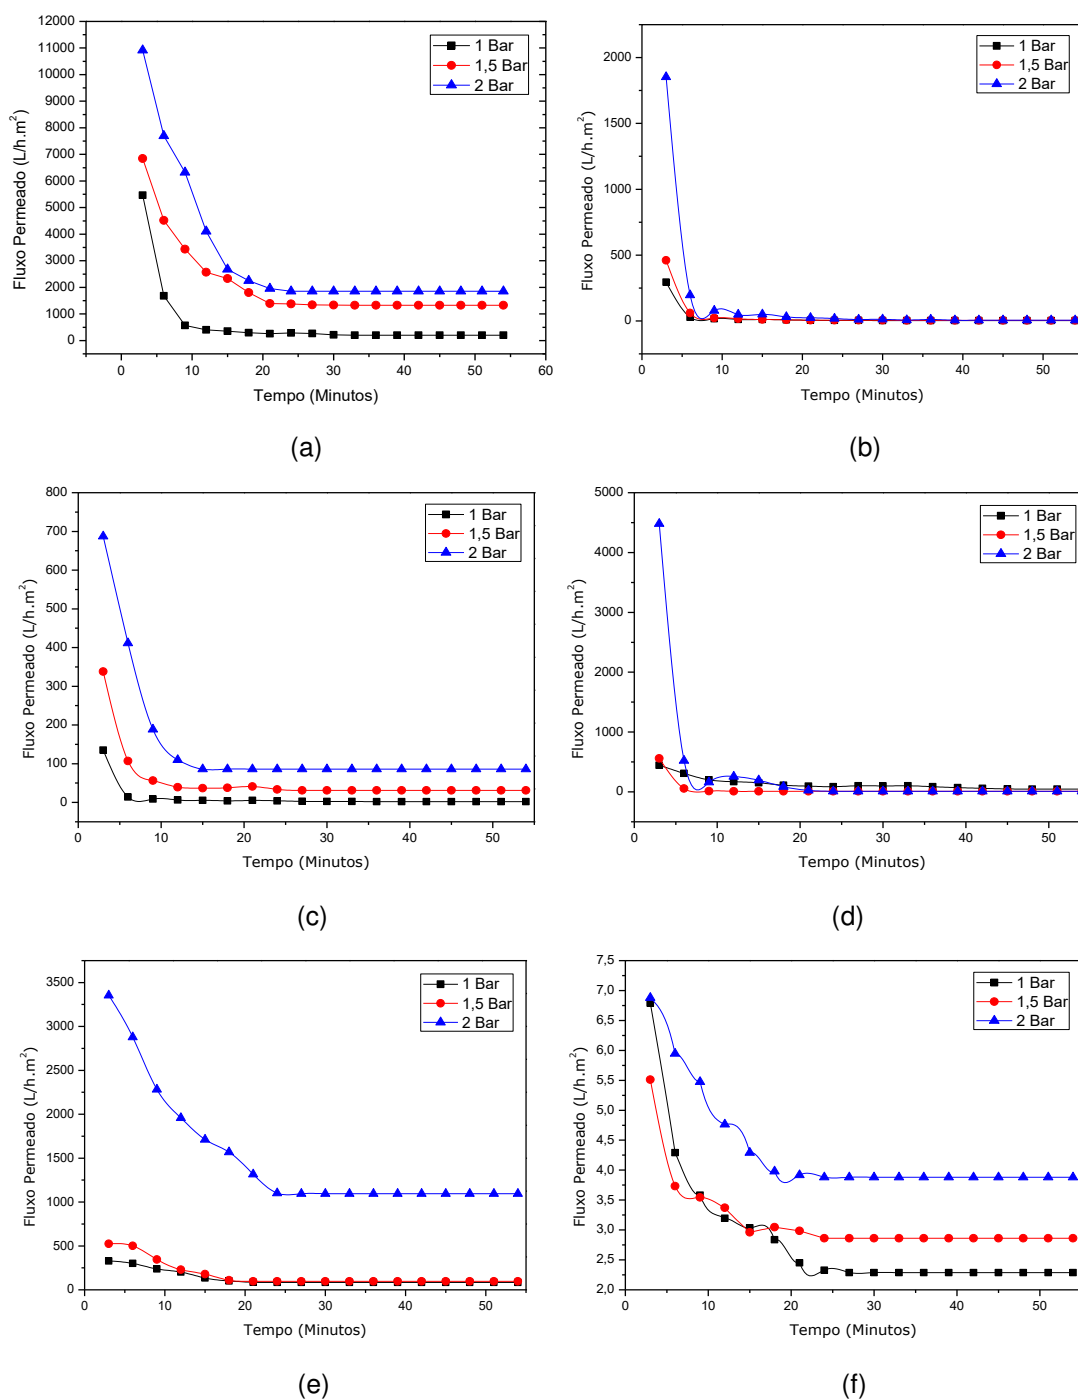 12000
11000
10000
9000
8000
7000
6000
5000
4000
3000
2000
1000
0
Fluxo Permeado (L/h.m²)
1 Bar
1,5 Bar
2 Bar
0 10 20 30 40 50 60
Tempo (Minutos)
(a)
2000
1500
1000
500
0
Fluxo Permeado (L/h.m²)
1 Bar
1,5 Bar
2 Bar
0 10 20 30 40 50
Tempo (Minutos)
(b)
800
700
600
500
400
300
200
100
0
Fluxo Permeado (L/h.m²)
1 Bar
1,5 Bar
2 Bar
0 10 20 30 40 50
Tempo (Minutos)
(c)
5000
4000
3000
2000
1000
0
Fluxo Permeado (L/h.m²)
1 Bar
1,5 Bar
2 Bar
0 10 20 30 40 50
Tempo (Minutos)
(d)
3500
3000
2500
2000
1500
1000
500
0
Fluxo Permeado (L/h.m²)
1 Bar
1,5 Bar
2 Bar
0 10 20 30 40 50
Tempo (Minutos)
(e)
7,5
7,0
6,5
6,0
5,5
5,0
4,5
4,0
3,5
3,0
2,5
2,0
Fluxo Permeado (L/h.m²)
1 Bar
1,5 Bar
2 Bar
0 10 20 30 40 50
Tempo (Minutos)
(f)